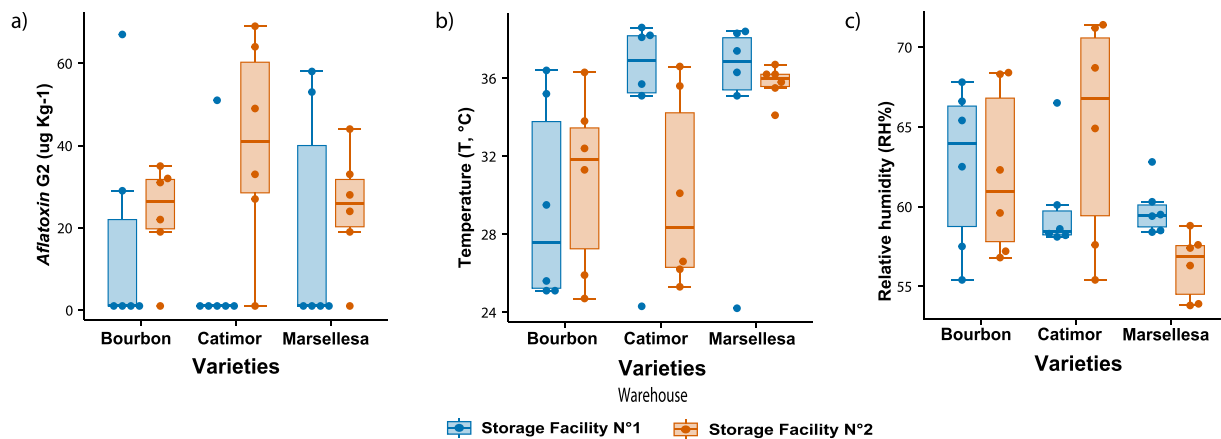 a)
Aflatoxin G2 (ug Kg-1)
60
40
20
0
Bourbon Catimor Marsellesa
Varieties
b)
Temperature (T, °C)
36
32
28
24
Bourbon Catimor Marsellesa
Varieties
c)
Relative humidity (RH%)
70
65
60
55
Bourbon Catimor Marsellesa
Varieties
Warehouse
Storage Facility N°1 Storage Facility N°2